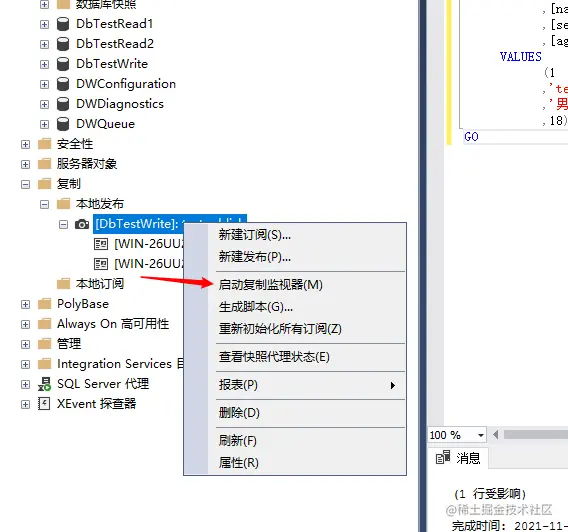 数据库快照
DbTestRead1
DbTestRead2
DbTestWrite
DWConfiguration
DWDiagnostics
DWQueue
安全性
服务器对象
复制
本地发布
[DbTestWrite]:
[WIN-26UU
[WIN-26UU
本地订阅
PolyBase
Always On 高可用性
管理
Integration Services
SQL Server 代理
XEvent 探查器
新建订阅(S)...
新建发布(P)...
启动复制监视器(M)
生成脚本(G)...
重新初始化所有订阅(Z)
查看快照代理状态(E)
报表(P)
删除(D)
刷新(F)
属性(R)
,[na
,[se
,[ag
VALUES
(1
,'te
,'男
,18)
GO
100 %
消息
(1 行受影响)
完成时间: 2021-11-
@稀土掘金技术社区